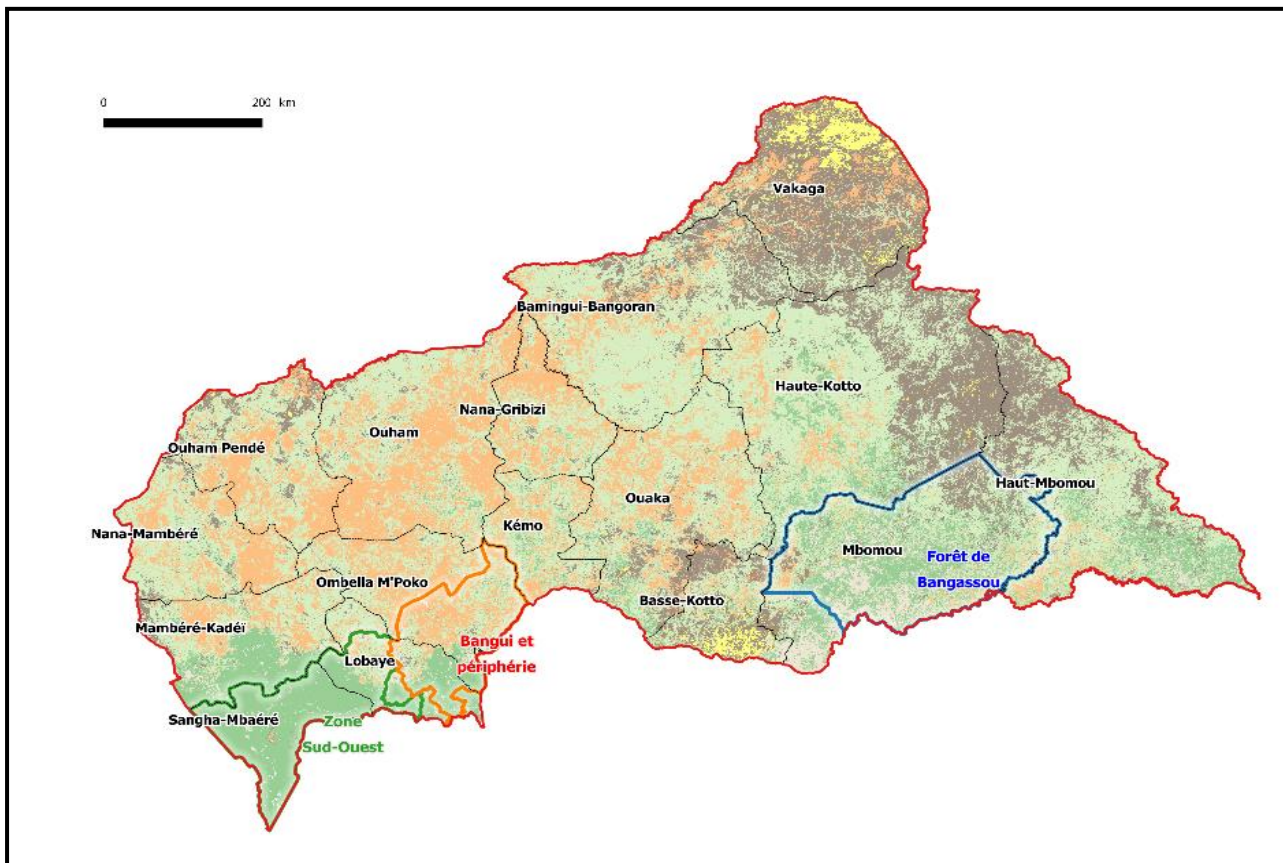 0 200 km
Vakaga
Bamingui-Bangoran
Haute-Kotto
Nana-Gribizi
Ouham
Ouham Pendé
Haut-Mbomou
Ouaka
Kémo
Nana-Mambéré
Mbomou
Forêt de
Bangassou
Ombella M'Poko
Basse-Kotto
Mambéré-Kadéï
Bangui et
périphérie
Lobaye
Sangha-Mbaéré
Zone
Sud-Ouest